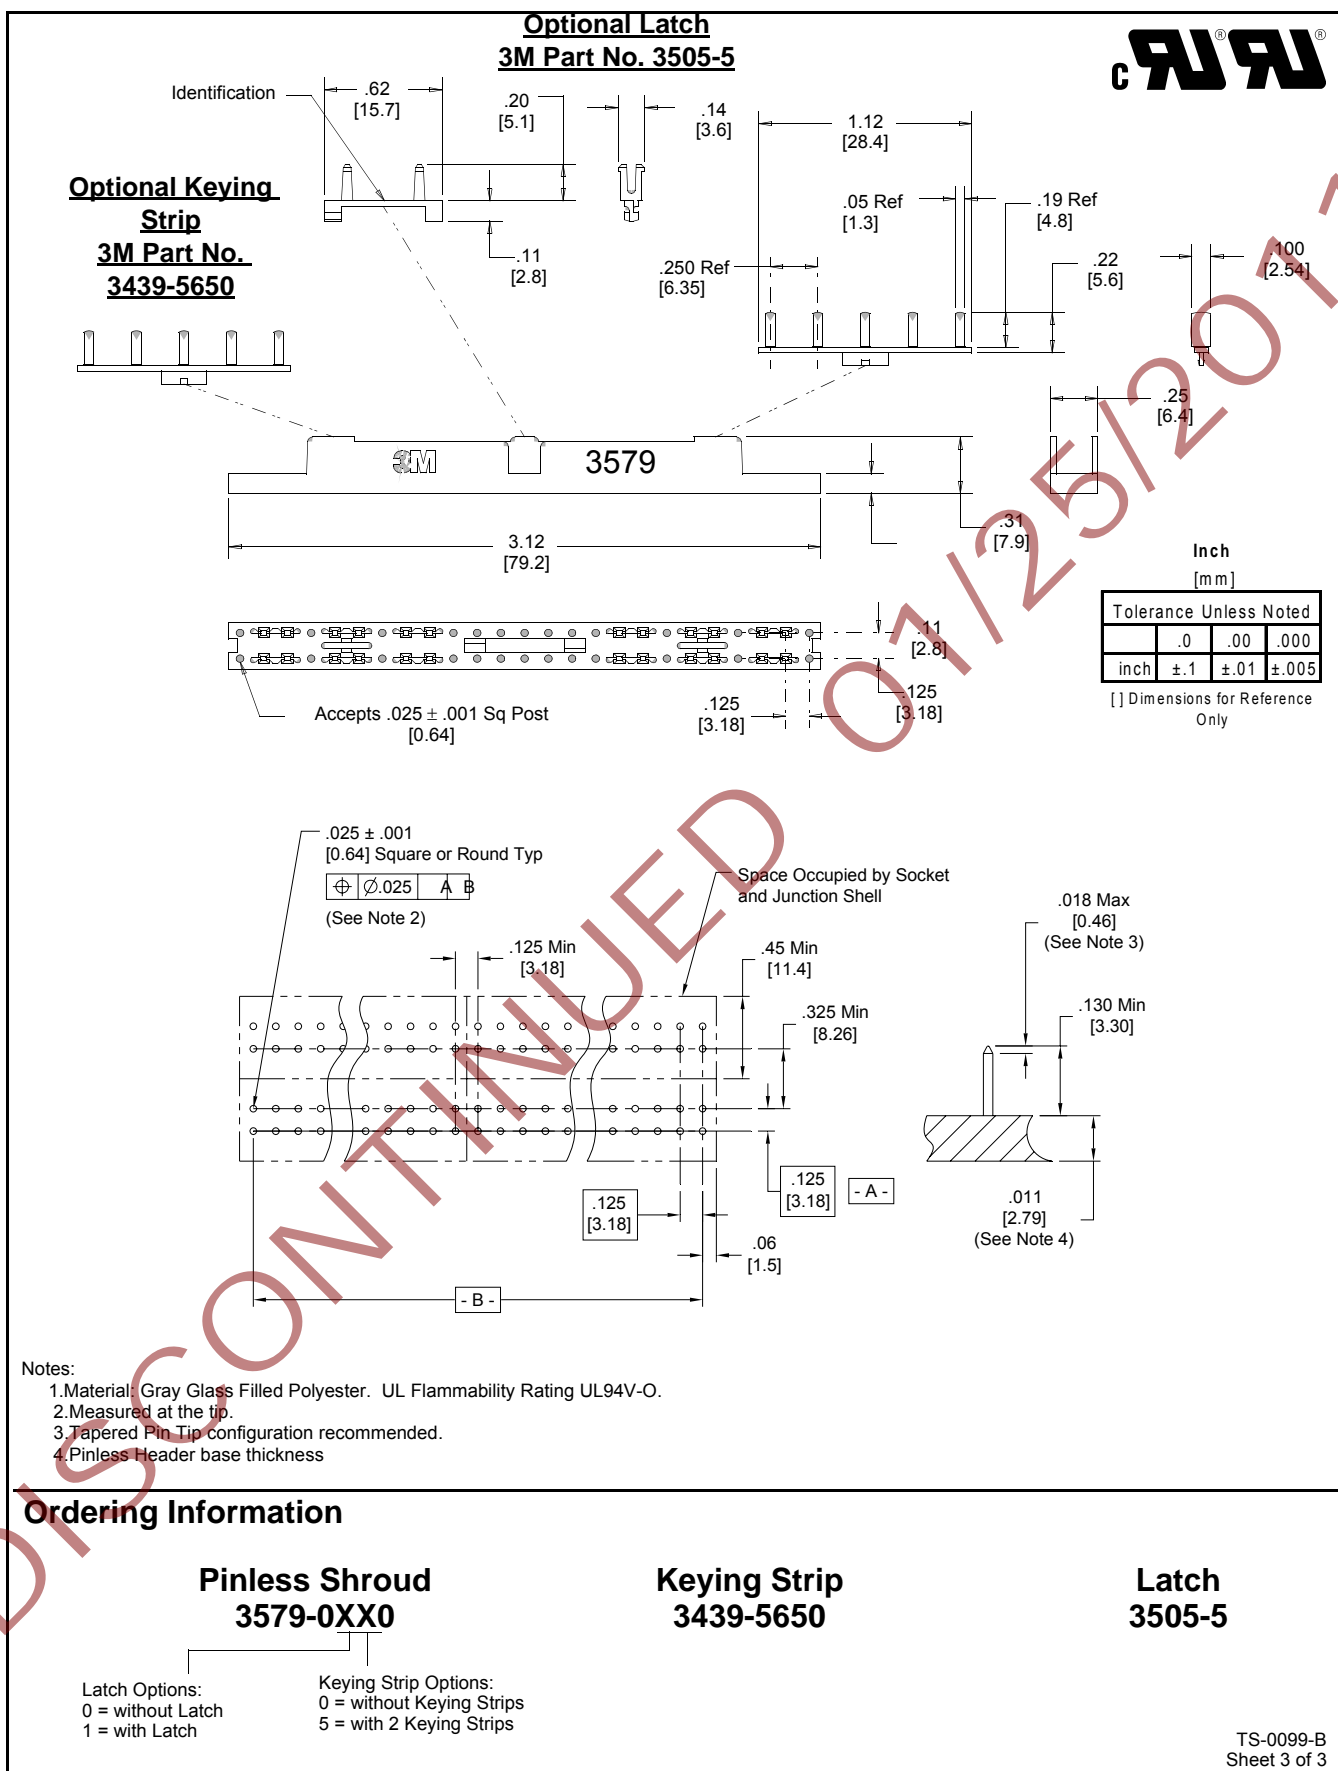 Optional Latch
3M Part No. 3505-5
Identification
.62
[15.7]
.20
[5.1]
.14
[3.6]
1.12
[28.4]
Optional Keying
Strip
3M Part No.
3439-5650
.11
[2.8]
.05 Ref
[1.3]
.19 Ref
[4.8]
.250 Ref
[6.35]
.22
[5.6]
.100
[2.54]
.25
[6.4]
3M
3579
3.12
[79.2]
.31
[7.9]
Inch
[mm]
Tolerance Unless Noted
.0 .00 .000
inch ±.1 ±.01 ±.005
[ ] Dimensions for Reference
Only
.11
[2.8]
.125
[3.18]
.125
[3.18]
Accepts .025 ± .001 Sq Post
[0.64]
.025 ± .001
[0.64] Square or Round Typ
⌖ ∅.025 A B
(See Note 2)
Space Occupied by Socket
and Junction Shell
.125 Min
[3.18]
.45 Min
[11.4]
.325 Min
[8.26]
.018 Max
[0.46]
(See Note 3)
.130 Min
[3.30]
.125
[3.18]
- A -
.125
[3.18]
.06
[1.5]
.011
[2.79]
(See Note 4)
- B -
DISCONTINUED 01/25/201
Notes:
1.Material: Gray Glass Filled Polyester. UL Flammability Rating UL94V-O.
2.Measured at the tip.
3.Tapered Pin Tip configuration recommended.
4.Pinless Header base thickness
Ordering Information
Pinless Shroud
3579-0XX0
Keying Strip
3439-5650
Latch
3505-5
Latch Options:
0 = without Latch
1 = with Latch
Keying Strip Options:
0 = without Keying Strips
5 = with 2 Keying Strips
TS-0099-B
Sheet 3 of 3